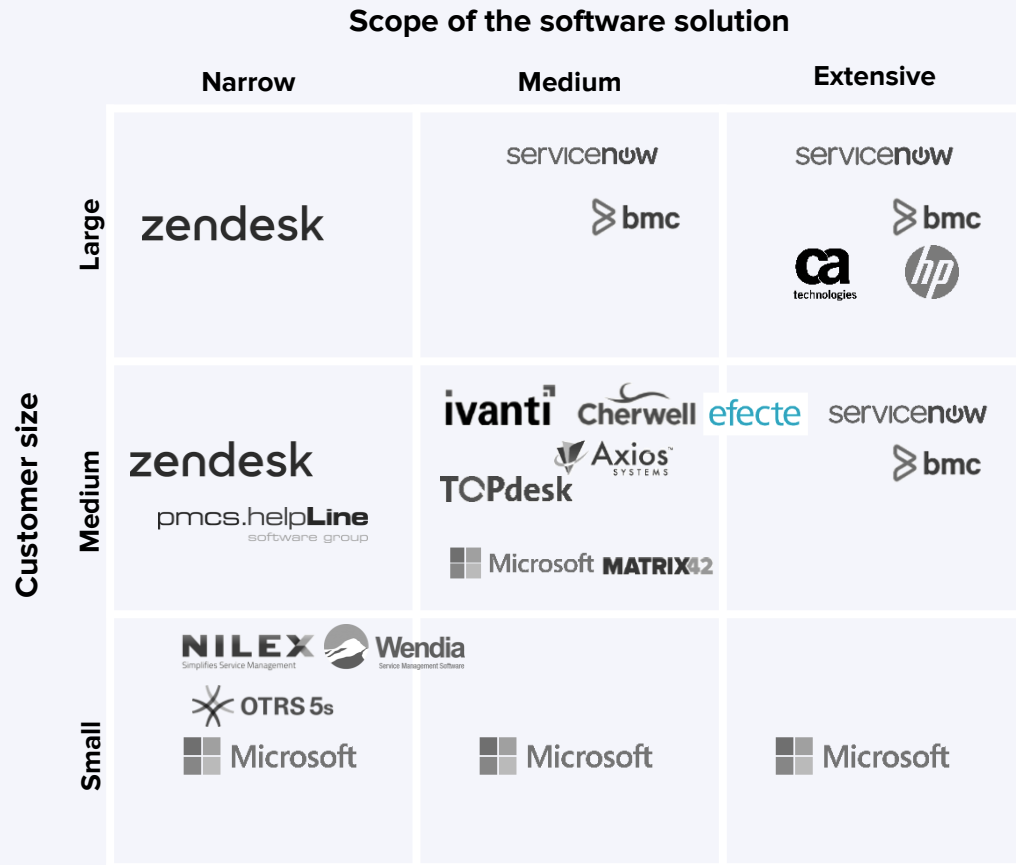 Scope of the software solution
Narrow Medium Extensive
Customer size
Large
zendesk
servicenow
bmc
servicenow
bmc
ca
technologies
hp
Medium
zendesk
pmcs.helpLine
software group
ivanti Cherwell efecte
Axios™
SYSTEMS
TOPdesk
Microsoft MATRIX42
servicenow
bmc
Small
NILEX
Simplifies Service Management
Wendia
Service Management Software
OTRS 5s
Microsoft
Microsoft
Microsoft